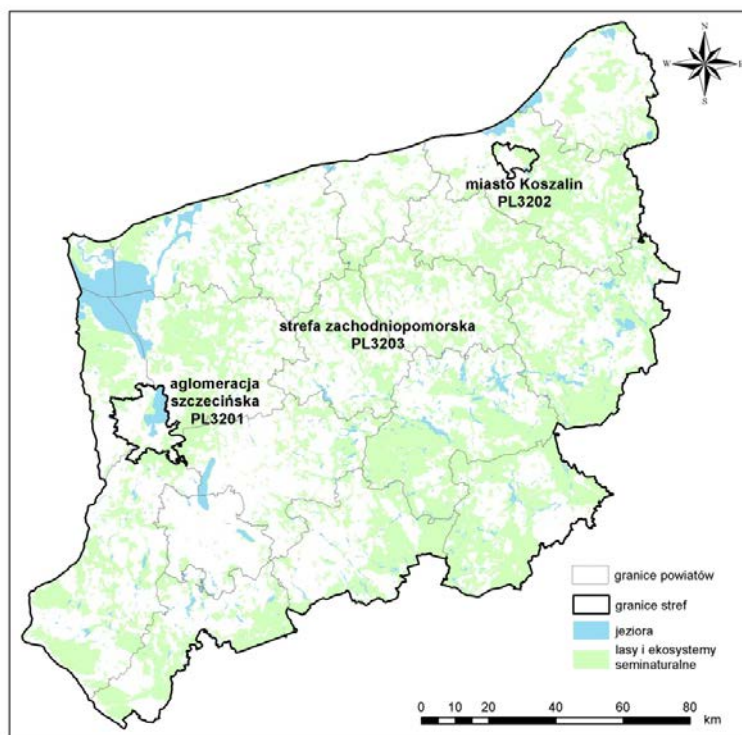 N
W
E
S
miasto Koszalin
PL3202
strefa zachodniopomorska
PL3203
aglomeracja
szczecińska
PL3201
granice powiatów
granice stref
jeziora
lasy i ekosystemy
seminaturalne
0 10 20 40 60 80
km